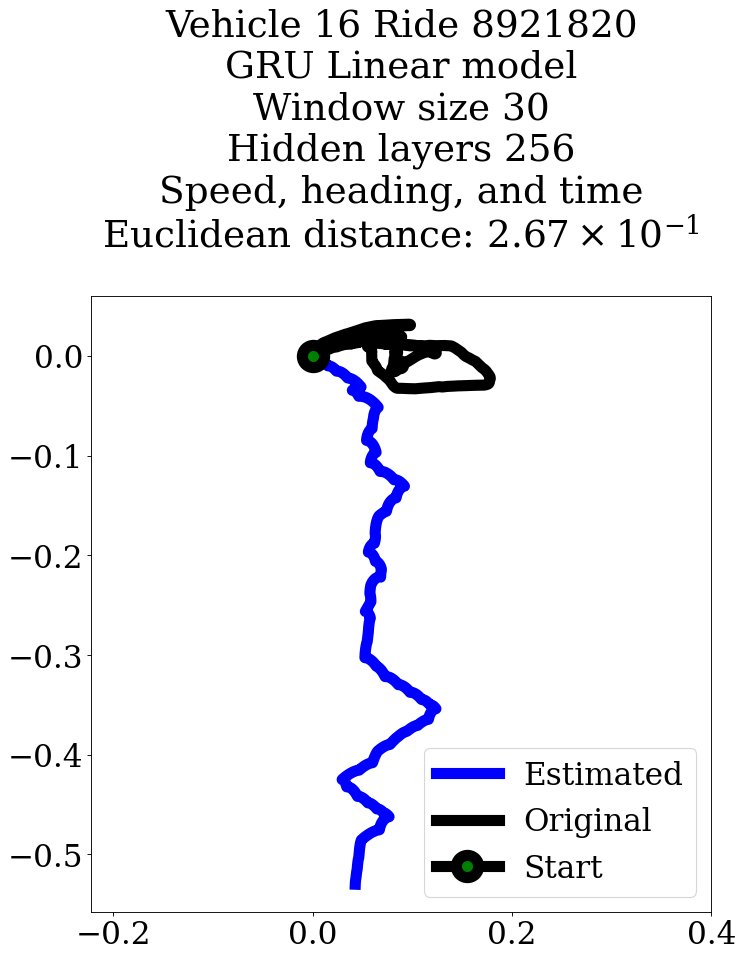 Vehicle 16 Ride 8921820
GRU Linear model
Window size 30
Hidden layers 256
Speed, heading, and time
Euclidean distance: 2.67 × 10⁻¹
0.0
−0.1
−0.2
−0.3
−0.4
−0.5
Estimated
Original
Start
−0.2 0.0 0.2 0.4